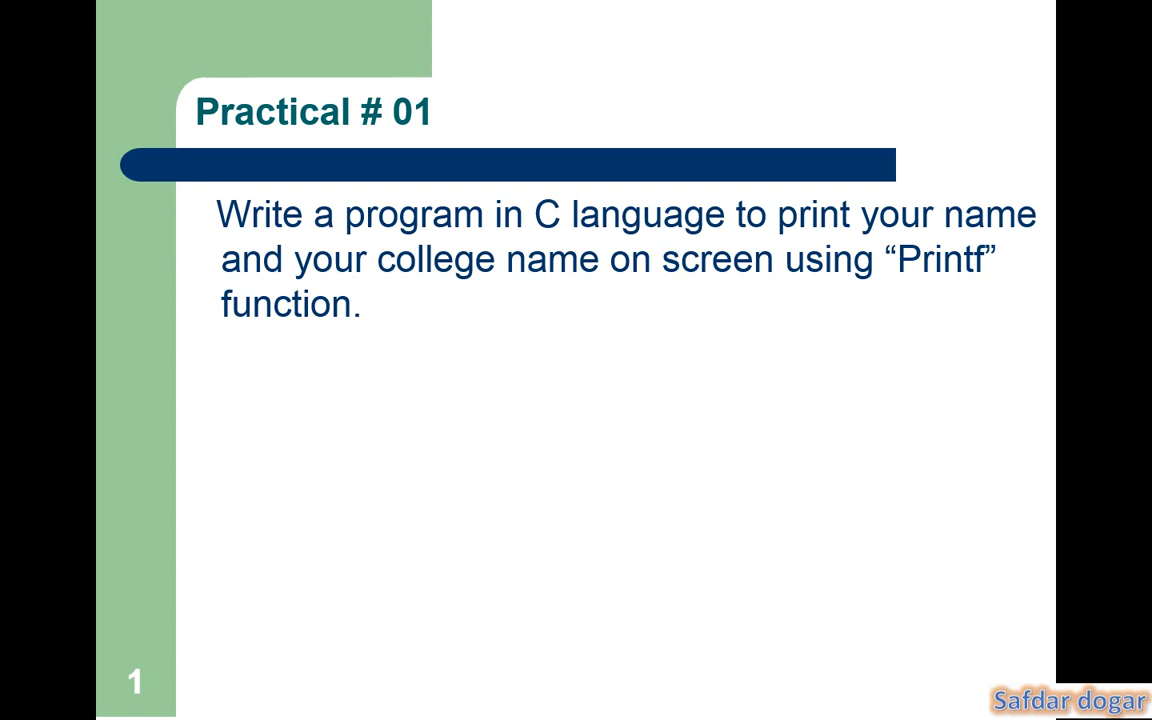 Practical # 01
Write a program in C language to print your name
and your college name on screen using “Printf”
function.
1
Safdar dogar